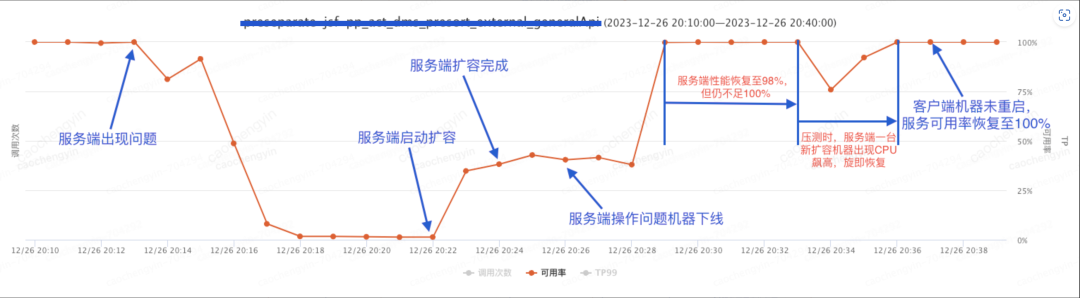 (2023-12-26 20:10:00—2023-12-26 20:40:00)
100%
75%
50%
25%
0%
调用次数
可用率
TP
服务端出现问题
服务端启动扩容
服务端扩容完成
服务端操作问题机器下线
服务端性能恢复至98%，
但仍不足100%
压测时，服务端一台
新扩容机器出现CPU
飙高，旋即恢复
客户端机器未重启，
服务可用率恢复至100%
12/26 20:10
12/26 20:12
12/26 20:14
12/26 20:16
12/26 20:18
12/26 20:20
12/26 20:22
12/26 20:24
12/26 20:26
12/26 20:28
12/26 20:30
12/26 20:32
12/26 20:34
12/26 20:36
12/26 20:38
调用次数
可用率
TP99
caochengyin